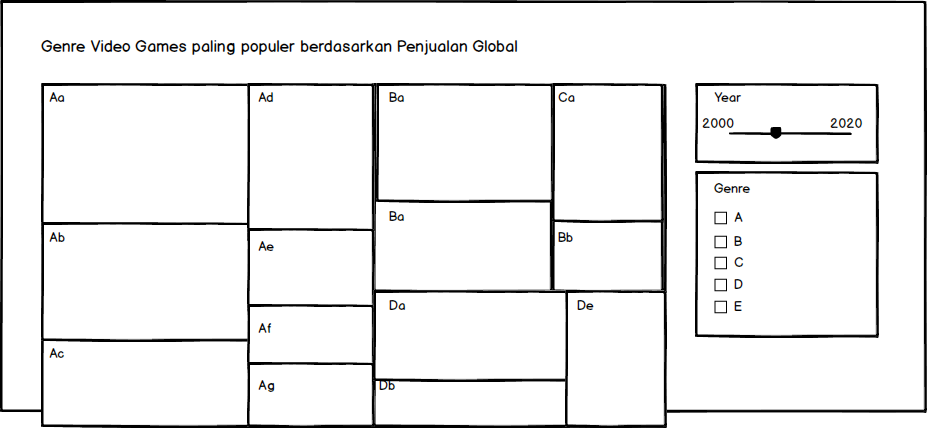 Genre Video Games paling populer berdasarkan Penjualan Global
Aa
Ad
Ba
Ca
Year
2000
2020
Genre
A
B
C
D
E
Ba
Ab
Ae
Bb
Da
De
Af
Ac
Ag
Db